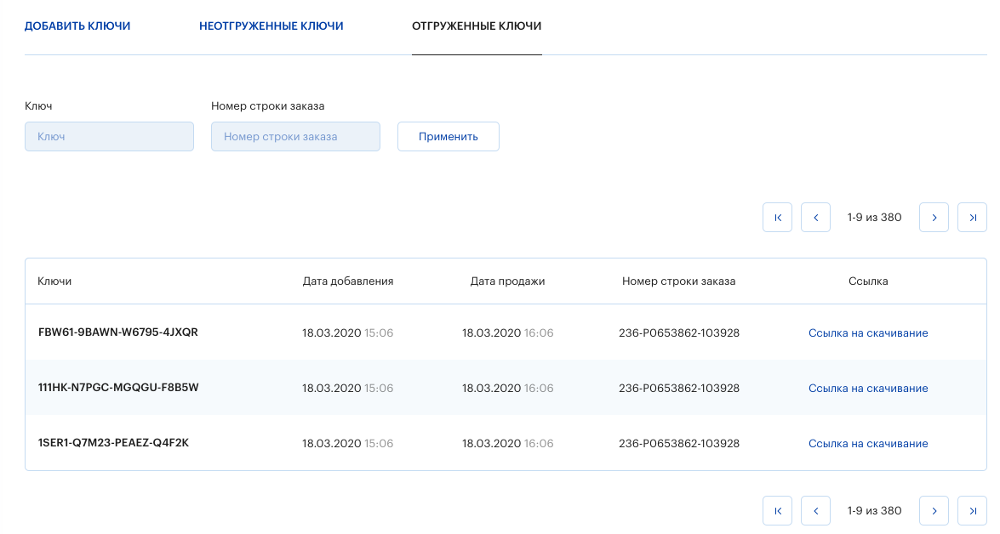 ДОБАВИТЬ КЛЮЧИ НЕОТГРУЖЕННЫЕ КЛЮЧИ ОТГРУЖЕННЫЕ КЛЮЧИ
Ключ Номер строки заказа
Ключ Номер строки заказа Применить
1-9 из 380
Ключи Дата добавления Дата продажи Номер строки заказа Ссылка
FBW61-9BAWN-W6795-4JXQR 18.03.2020 15:06 18.03.2020 16:06 236-P0653862-103928 Ссылка на скачивание
111HK-N7PGC-MGQGU-F8B5W 18.03.2020 15:06 18.03.2020 16:06 236-P0653862-103928 Ссылка на скачивание
1SER1-Q7M23-PEAEZ-Q4F2K 18.03.2020 15:06 18.03.2020 16:06 236-P0653862-103928 Ссылка на скачивание
1-9 из 380